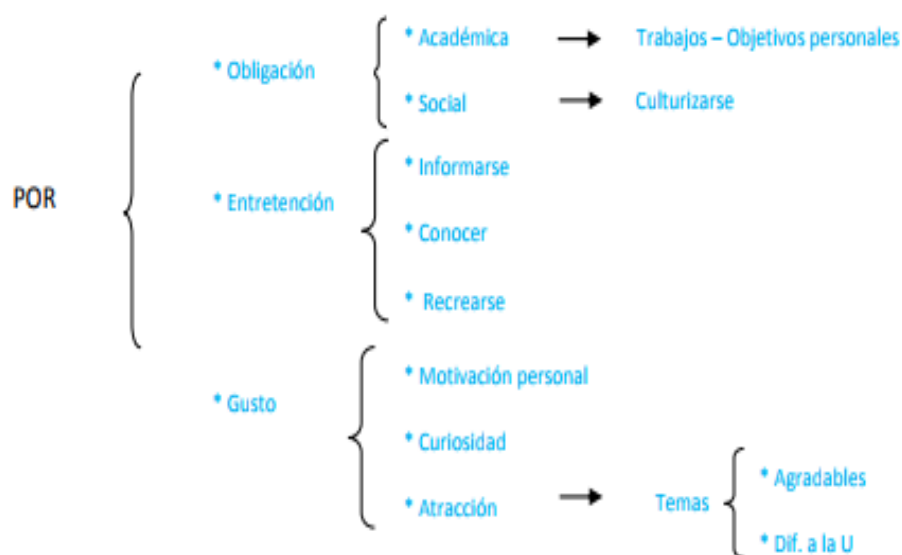 * Académica → Trabajos – Objetivos personales
* Obligación
* Social → Culturizarse
* Informarse
POR
* Entretención
* Conocer
* Recrearse
* Motivación personal
* Gusto
* Curiosidad
* Agradables
* Atracción → Temas
* Dif. a la U